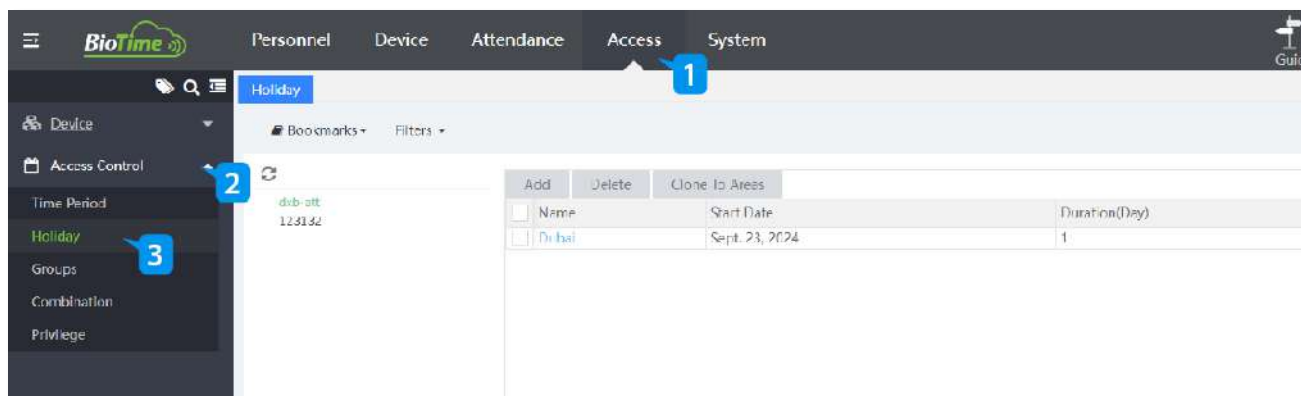 BioTime Personnel Device Attendance Access System Guid
1
Holiday
Device
Bookmarks Filters
Access Control
2
Add Delete Clone To Areas
Time Period
dxb-att
Name Start Date Duration(Day)
123132
Holiday
3
Dubai Sept. 23, 2024 1
Groups
Combination
Privilege